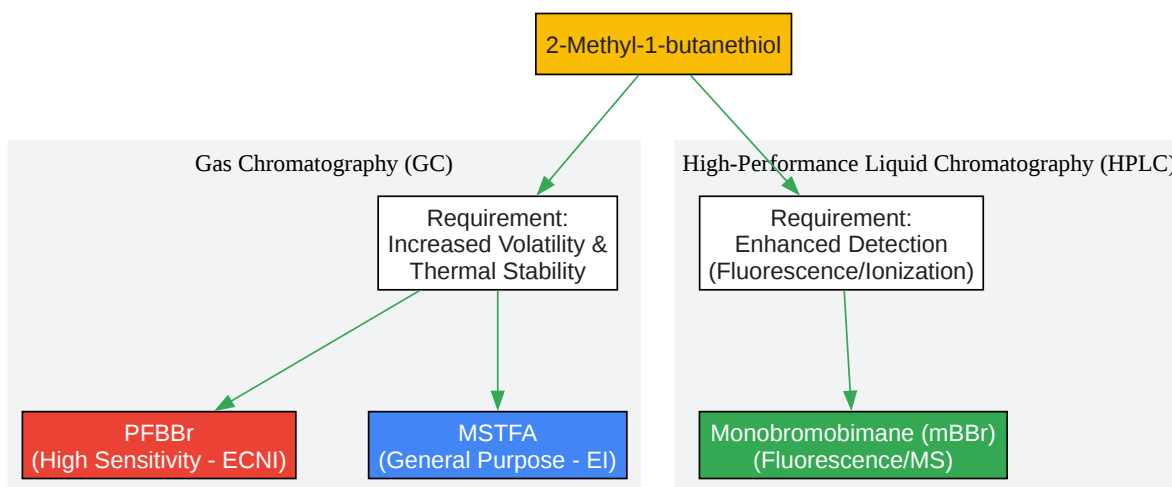 2-Methyl-1-butanethiol
Gas Chromatography (GC)
High-Performance Liquid Chromatography (HPLC)
Requirement:
Increased Volatility &
Thermal Stability
Requirement:
Enhanced Detection
(Fluorescence/Ionization)
PFBBr
(High Sensitivity - ECNI)
MSTFA
(General Purpose - EI)
Monobromobimane (mBBr)
(Fluorescence/MS)